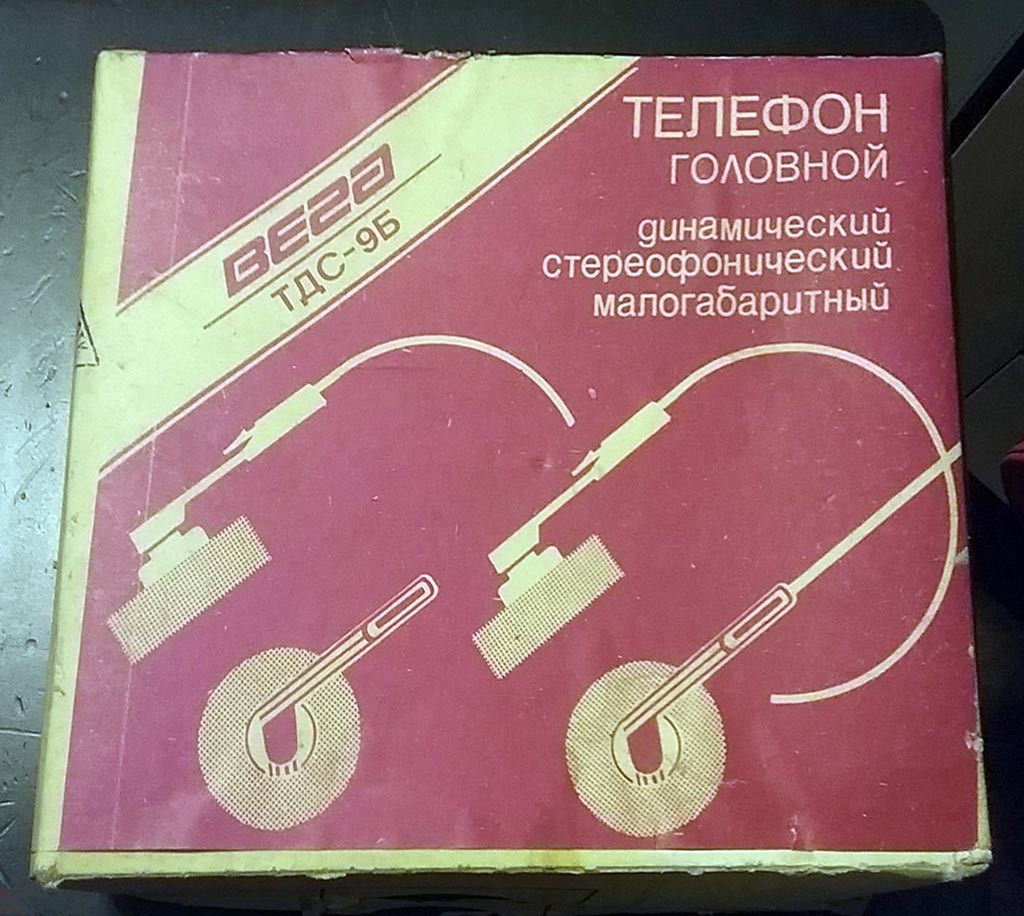 Вега
ТДС-9Б
ТЕЛЕФОН
ГОЛОВНОЙ
динамический
стереофонический
малогабаритный